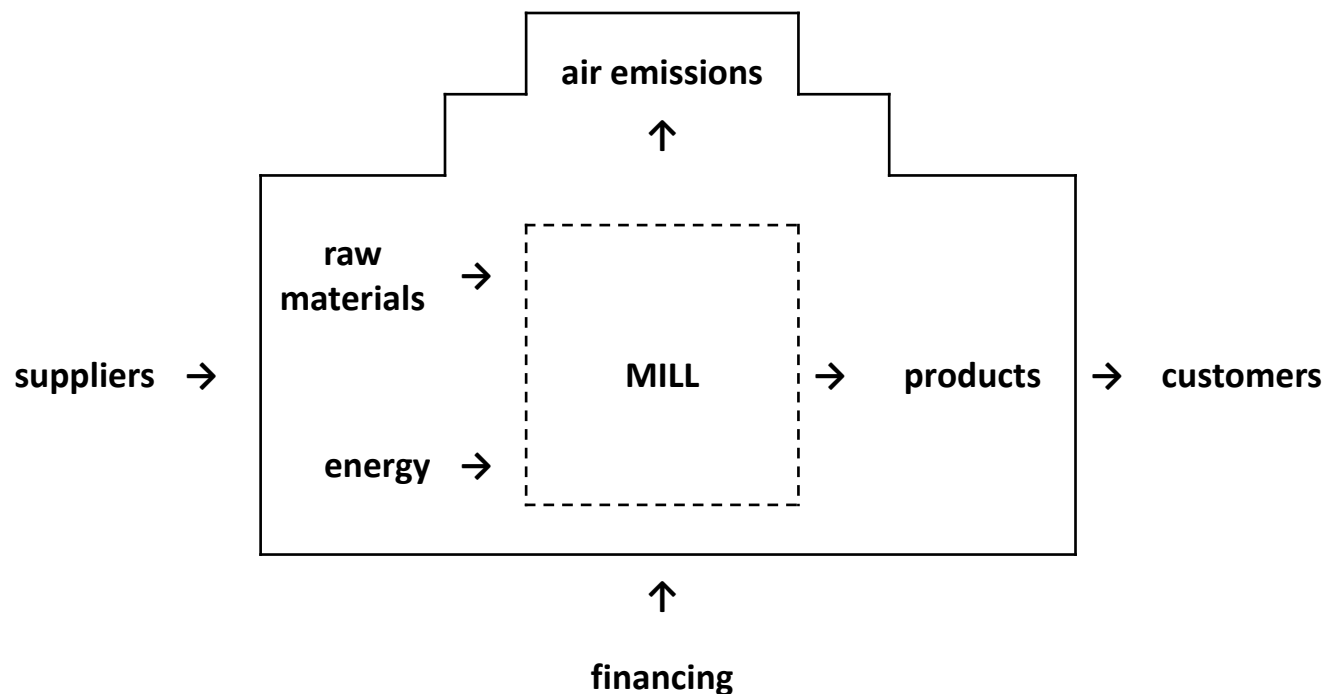 air emissions
↑
raw
materials →
suppliers → MILL → products → customers
energy →
↑
financing